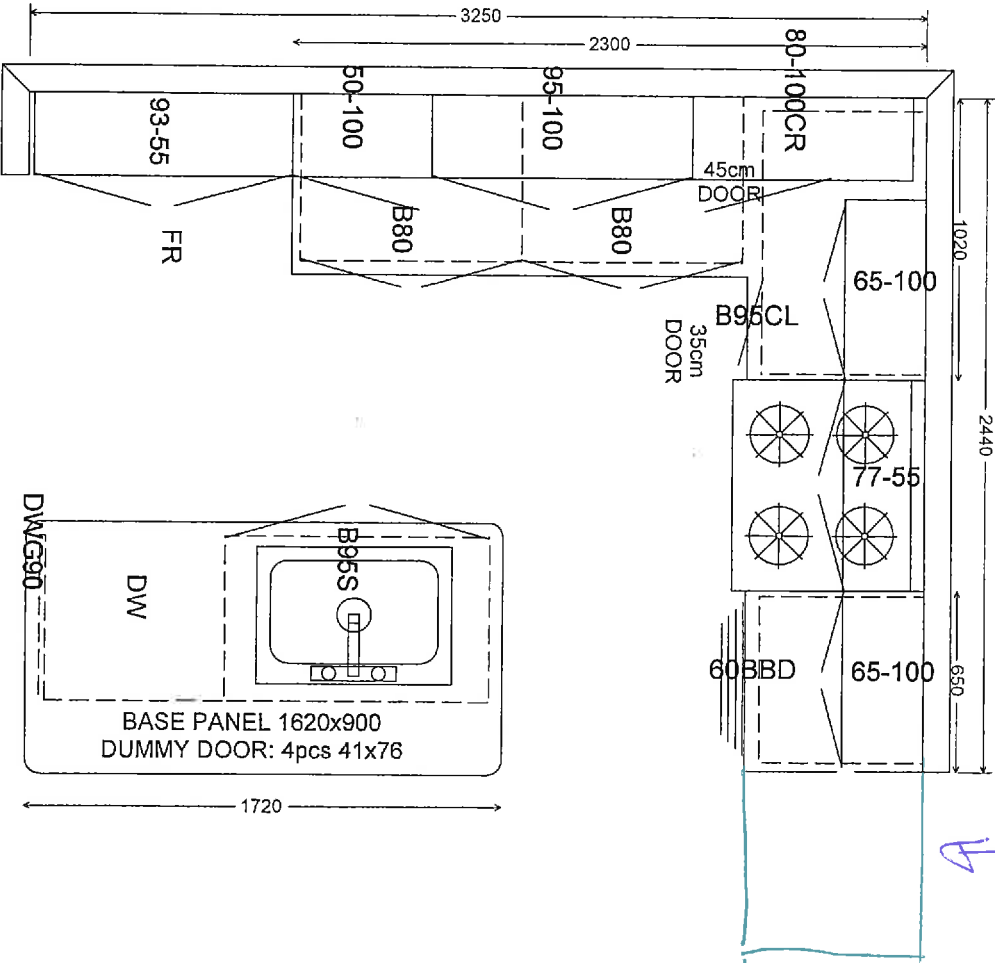 3250
2300
93-55
50-100
95-100
80-100CR
45cm
DOOR
FR
B80
B80
1020
65-100
B95CL
35cm
DOOR
2440
77-55
DWG90
DW
B95S
60BBD
65-100
650
BASE PANEL 1620x900
DUMMY DOOR: 4pcs 41x76
1720